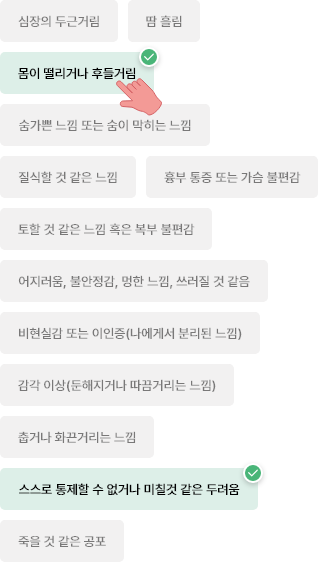 심장의 두근거림
땀 흘림
몸이 떨리거나 후들거림
숨가쁜 느낌 또는 숨이 막히는 느낌
질식할 것 같은 느낌
흉부 통증 또는 가슴 불편감
토할 것 같은 느낌 혹은 복부 불편감
어지러움, 불안정감, 멍한 느낌, 쓰러질 것 같음
비현실감 또는 이인증(나에게서 분리된 느낌)
감각 이상(둔해지거나 따끔거리는 느낌)
춥거나 화끈거리는 느낌
스스로 통제할 수 없거나 미칠것 같은 두려움
죽을 것 같은 공포